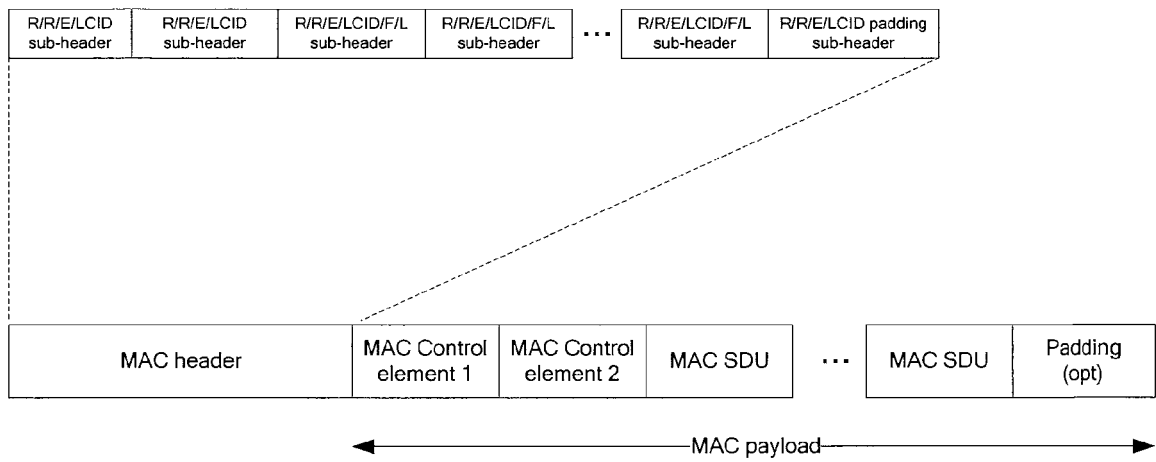 R/R/E/LCID
sub-header
R/R/E/LCID
sub-header
R/R/E/LCID/F/L
sub-header
R/R/E/LCID/F/L
sub-header
...
R/R/E/LCID/F/L
sub-header
R/R/E/LCID padding
sub-header
MAC header
MAC Control
element 1
MAC Control
element 2
MAC SDU
...
MAC SDU
Padding
(opt)
MAC payload